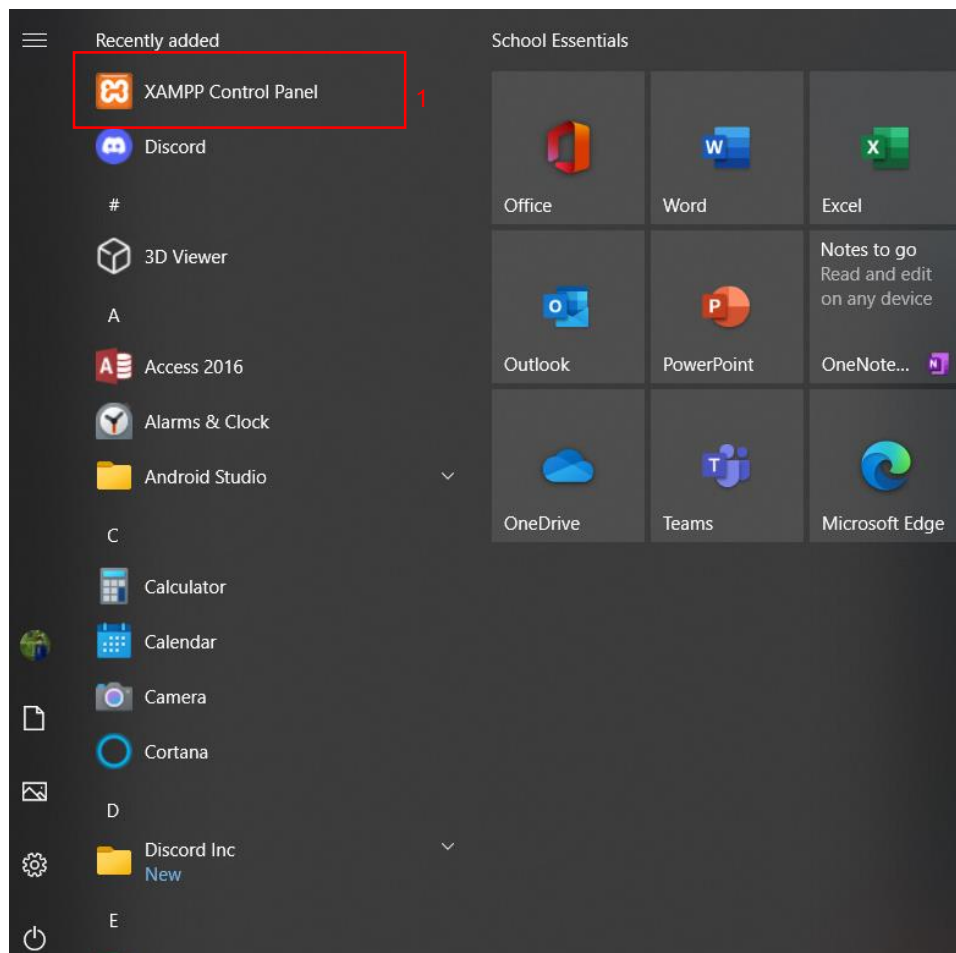 Recently added
XAMPP Control Panel
1
Discord
#
3D Viewer
A
Access 2016
Alarms & Clock
Android Studio
C
Calculator
Calendar
Camera
Cortana
D
Discord Inc
New
E
School Essentials
Office
Word
Excel
Outlook
PowerPoint
Notes to go
Read and edit
on any device
OneNote...
OneDrive
Teams
Microsoft Edge